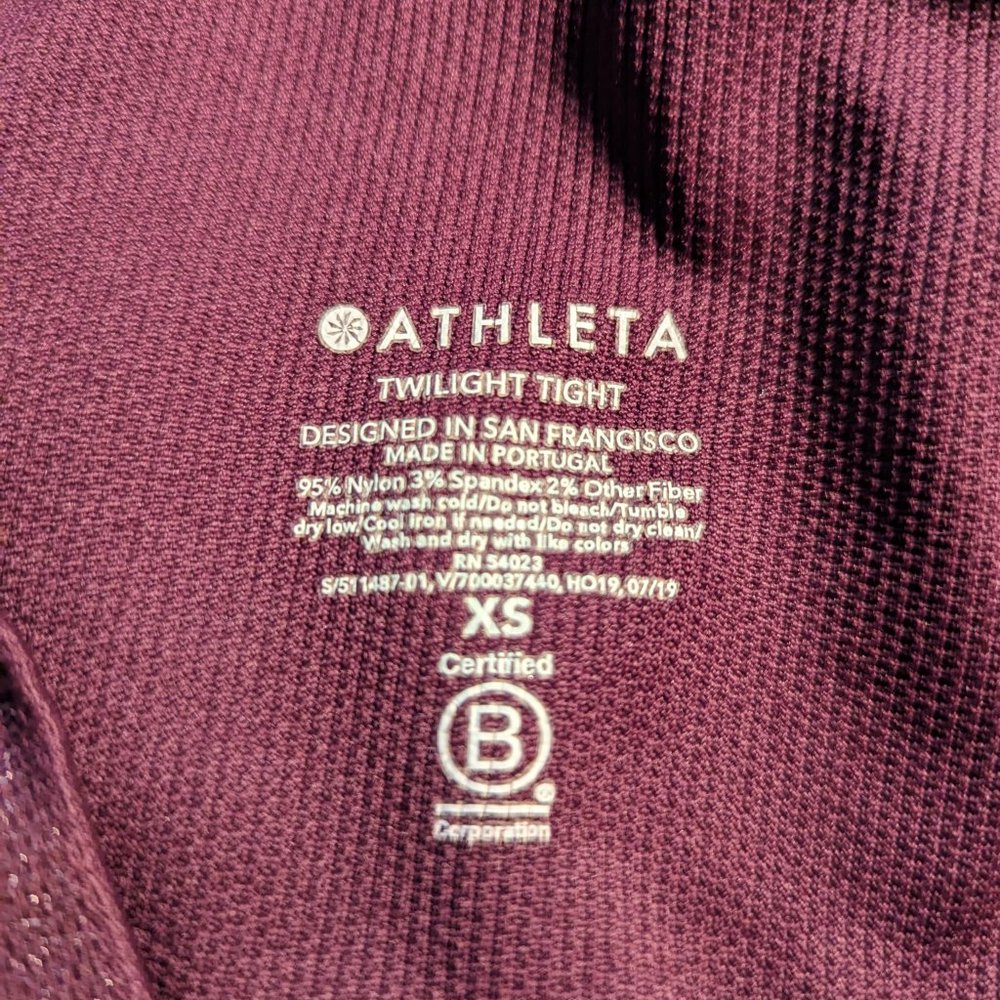 ATHLETA
TWILIGHT TIGHT
DESIGNED IN SAN FRANCISCO
MADE IN PORTUGAL
95% Nylon 3% Spandex 2% Other Fiber
Machine wash cold/Do not bleach/Tumble
dry low/Cool iron if needed/Do not dry clean/
Wash and dry with like colors
RN 54023
S/511487-01, V/700037440, HO19, 07/19
XS
Certified
B
Corporation